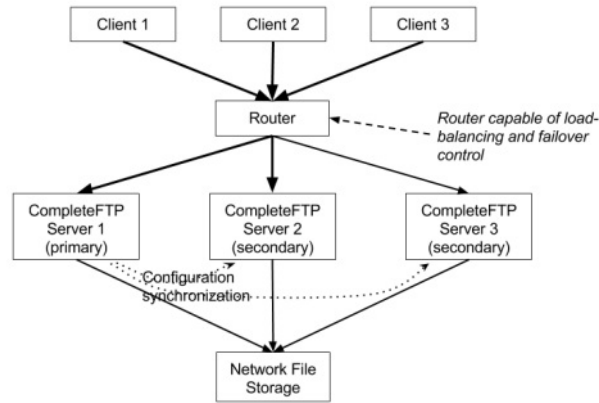 Client 1
Client 2
Client 3
Router
Router capable of load-
balancing and failover
control
CompleteFTP
Server 1
(primary)
CompleteFTP
Server 2
(secondary)
CompleteFTP
Server 3
(secondary)
Configuration
synchronization
Network File
Storage